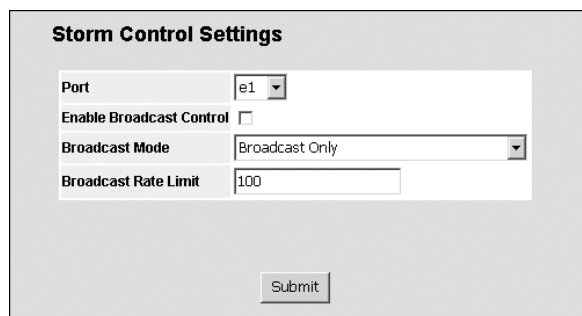 Storm Control Settings
Port e1
Enable Broadcast Control
Broadcast Mode Broadcast Only
Broadcast Rate Limit 100
Submit